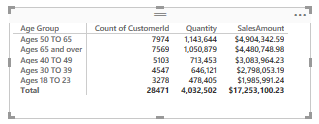 Age Group Count of CustomerId Quantity SalesAmount
Ages 50 TO 65 7974 1,143,644 $4,904,342.59
Ages 65 and over 7569 1,050,879 $4,480,748.98
Ages 40 TO 49 5103 713,453 $3,083,964.23
Ages 30 TO 39 4547 646,121 $2,798,053.19
Ages 18 TO 23 3278 478,405 $1,985,991.24
Total 28471 4,032,502 $17,253,100.23